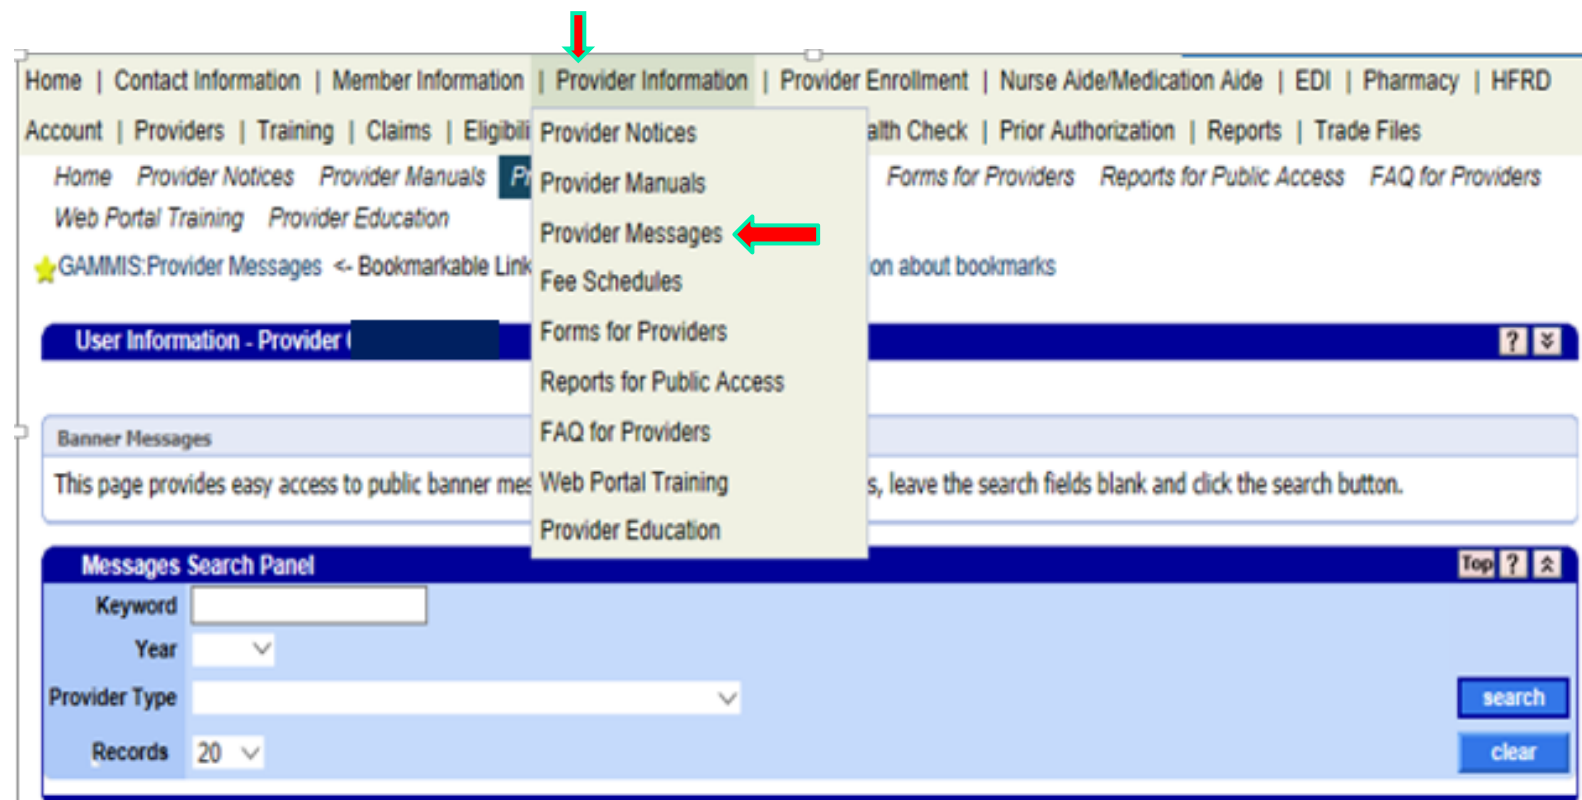 Home | Contact Information | Member Information | Provider Information | Provider Enrollment | Nurse Aide/Medication Aide | EDI | Pharmacy | HFRD
Account | Providers | Training | Claims | Eligibili
alth Check | Prior Authorization | Reports | Trade Files
Provider Notices
Provider Manuals
Provider Messages
Fee Schedules
Forms for Providers
Reports for Public Access
FAQ for Providers
Web Portal Training
Provider Education
Home Provider Notices Provider Manuals Pr
Forms for Providers Reports for Public Access FAQ for Providers
Web Portal Training Provider Education
GAMMIS:Provider Messages <- Bookmarkable Link
on about bookmarks
User Information - Provider
? 
Banner Messages
This page provides easy access to public banner mes
s, leave the search fields blank and click the search button.
Messages Search Panel
Top ?
Keyword
Year
Provider Type
search
Records 20
clear